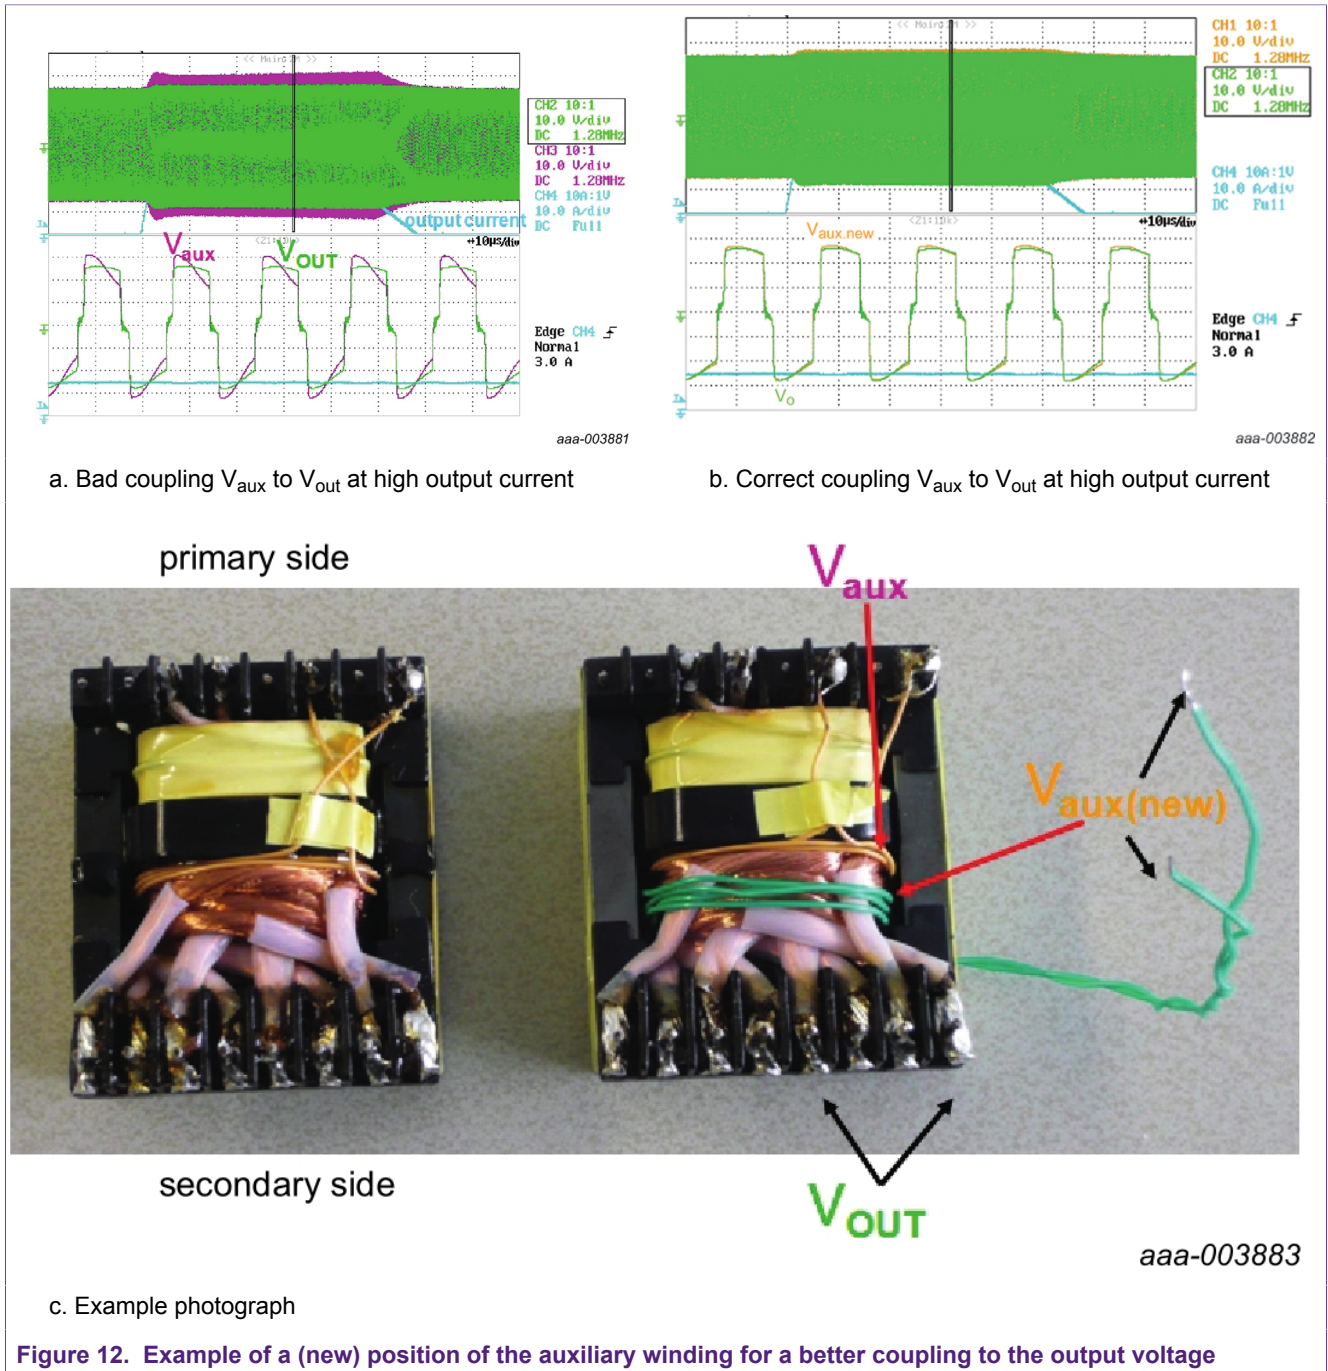 << Main:2M >>
CH2 10:1
10.0 V/div
DC 1.28MHz
CH3 10:1
10.0 V/div
DC 1.28MHz
CH4 10A:1V
10.0 A/div
DC Full
output current
+10µs/div
Vaux
VOUT
Edge CH4
Normal
3.0 A
aaa-003881
a. Bad coupling Vaux to Vout at high output current
CH1 10:1
10.0 V/div
DC 1.28MHz
CH2 10:1
10.0 V/div
DC 1.28MHz
CH4 10A:1V
10.0 A/div
DC Full
+10µs/div
Vaux.new
Edge CH4
Normal
3.0 A
Vo
aaa-003882
b. Correct coupling Vaux to Vout at high output current
primary side
Vaux
Vaux(new)
secondary side
VOUT
aaa-003883
c. Example photograph
Figure 12. Example of a (new) position of the auxiliary winding for a better coupling to the output voltage